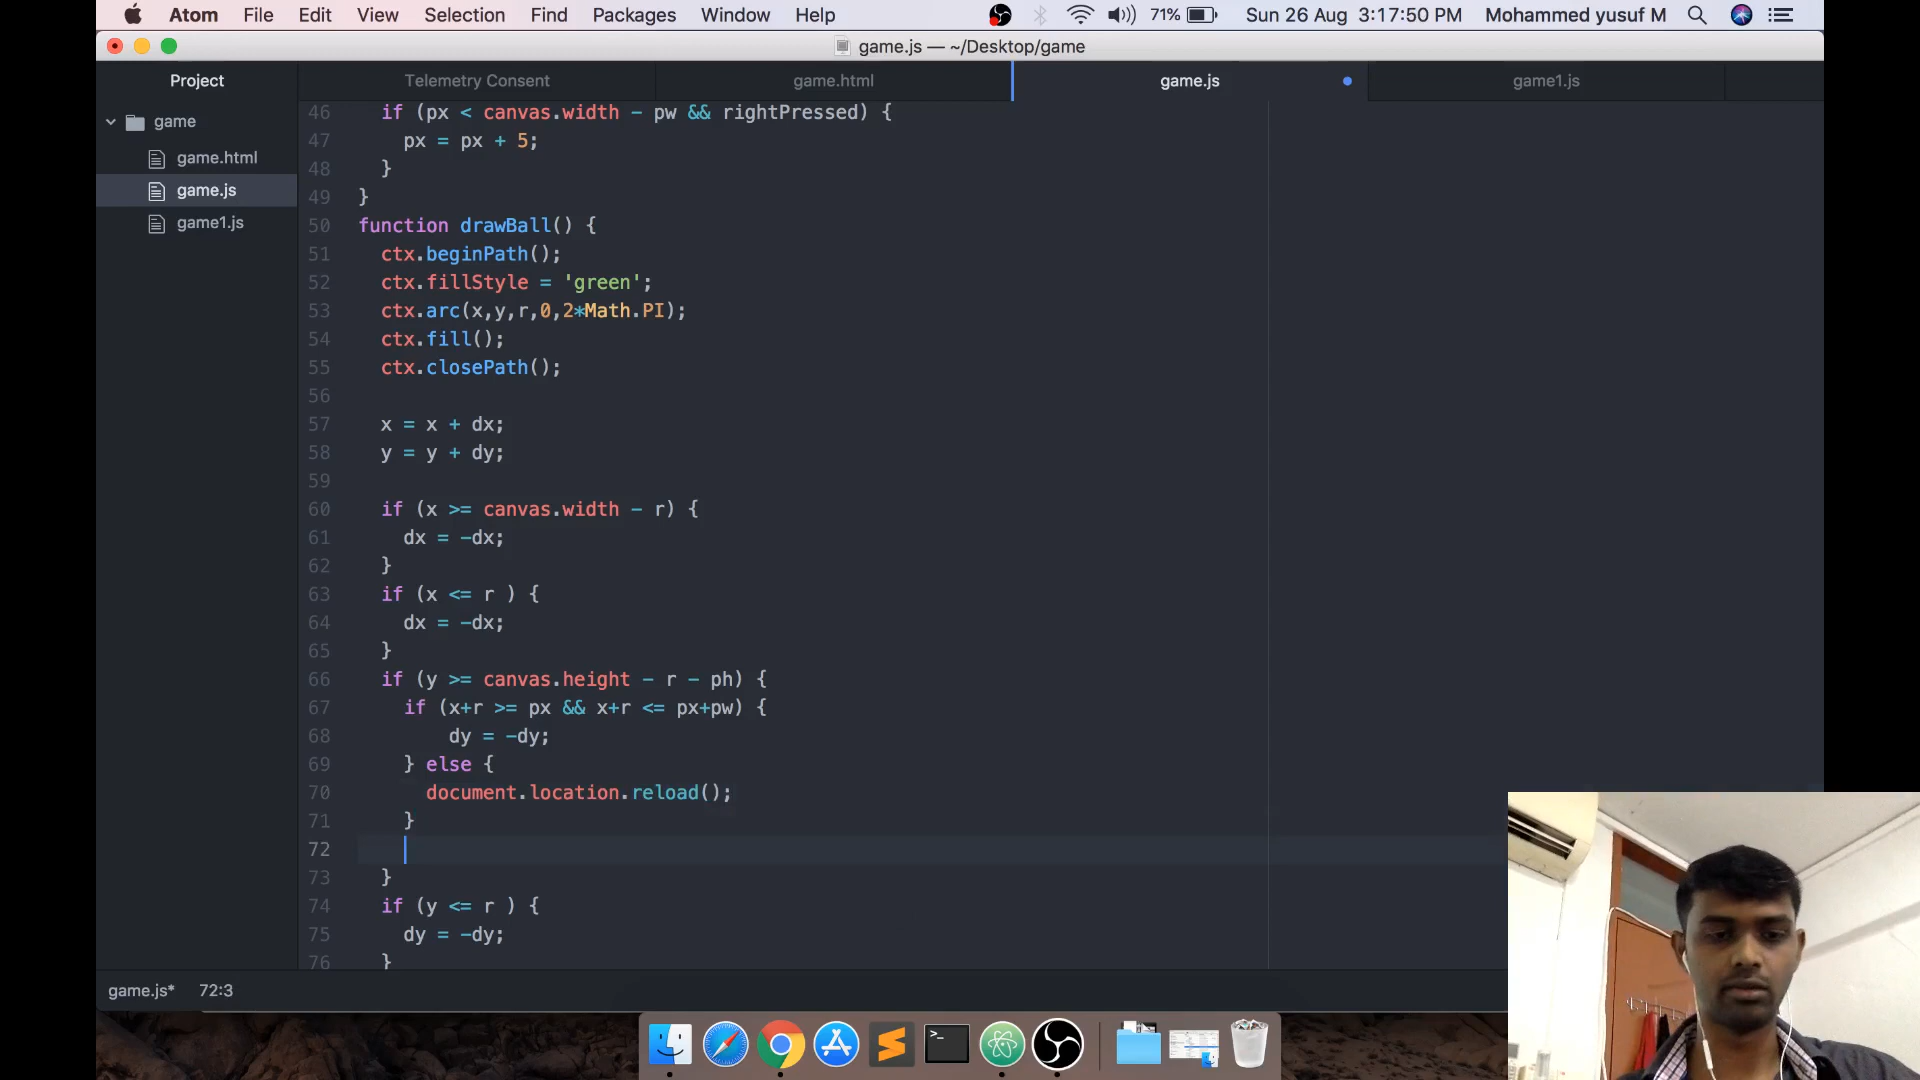 Atom File Edit View Selection Find Packages Window Help 71% Sun 26 Aug 3:17:50 PM Mohammed yusuf M
game.js — ~/Desktop/game
Project Telemetry Consent game.html game.js game1.js
game
game.html
game.js
game1.js
46 if (px < canvas.width - pw && rightPressed) {
47 px = px + 5;
48 }
49 }
50 function drawBall() {
51 ctx.beginPath();
52 ctx.fillStyle = 'green';
53 ctx.arc(x,y,r,0,2*Math.PI);
54 ctx.fill();
55 ctx.closePath();
56
57 x = x + dx;
58 y = y + dy;
59
60 if (x >= canvas.width - r) {
61 dx = -dx;
62 }
63 if (x <= r ) {
64 dx = -dx;
65 }
66 if (y >= canvas.height - r - ph) {
67 if (x+r >= px && x+r <= px+pw) {
68 dy = -dy;
69 } else {
70 document.location.reload();
71 }
72
73 }
74 if (y <= r ) {
75 dy = -dy;
76 }
game.js* 72:3